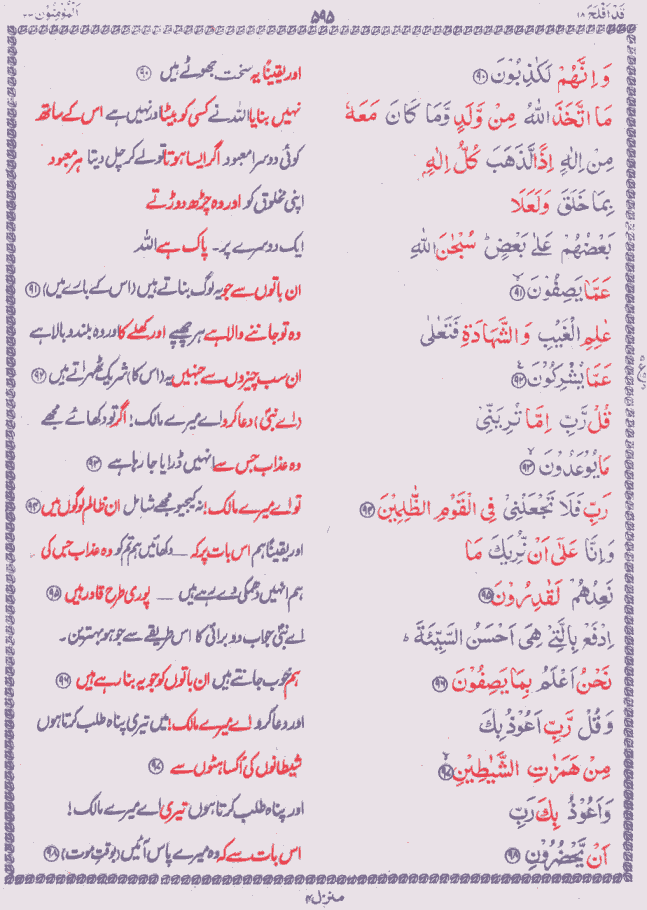 قَدْ اَفْلَحَ ۱۸ ۵۹۵ اَلْمُؤْمِنُوْن ۲۳
وَ اِنَّهُمْ لَكٰذِبُوْنَ ﴿۹۰﴾ اور یقیناً یہ سخت جھوٹے ہیں ﴿۹۰﴾
مَا اتَّخَذَ اللّٰهُ مِنْ وَّلَدٍ وَّمَا كَانَ مَعَهٗ نہیں بنایا اللہ نے کسی کو بیٹا اور نہیں ہے اس کے ساتھ
مِنْ اِلٰهٍ اِذًا لَّذَهَبَ كُلُّ اِلٰهٍۭ کوئی دوسرا معبود اگر ایسا ہوتا تو لے کر چل دیتا ہر معبود
بِمَا خَلَقَ وَلَعَلَا اپنی مخلوق کو اور وہ چڑھ دوڑتے
بَعْضُهُمْ عَلٰى بَعْضٍ ؕ سُبْحٰنَ اللّٰهِ ایک دوسرے پر۔ پاک ہے اللہ
عَمَّا يَصِفُوْنَ ﴿۹۱﴾ ان باتوں سے جو یہ لوگ بناتے ہیں (اس کے بارے میں) ﴿۹۱﴾
عٰلِمِ الْغَيْبِ وَ الشَّهَادَةِ فَتَعٰلٰى وہ تو جاننے والا ہے ہر چھپے اور کھلے کا اور وہ بلند و بالا ہے
عَمَّا يُشْرِكُوْنَ ﴿۹۲﴾ ان سب چیزوں سے جنہیں یہ (اس کا) شریک ٹھہراتے ہیں ﴿۹۲﴾
قُلْ رَّبِّ اِمَّا تُرِيَنِّىْ (اے نبیؐ) دعا کرو اے میرے مالک! اگر تو دکھائے مجھے
مَا يُوْعَدُوْنَ ﴿۹۳﴾ وہ عذاب جس سے انہیں ڈرایا جا رہا ہے ﴿۹۳﴾
رَبِّ فَلَا تَجْعَلْنِىْ فِى الْقَوْمِ الظّٰلِمِيْنَ ﴿۹۴﴾ تو اے میرے مالک! نہ کیجیو مجھے شامل ان ظالم لوگوں میں ﴿۹۴﴾
وَ اِنَّا عَلٰٓى اَنْ نُّرِيَكَ مَا اور یقیناً ہم اس بات پر کہ — دکھائیں ہم تم کو وہ عذاب جس کی
نَعِدُهُمْ لَقٰدِرُوْنَ ﴿۹۵﴾ ہم انہیں دھمکی دے رہے ہیں — پوری طرح قادر ہیں ﴿۹۵﴾
اِدْفَعْ بِالَّتِىْ هِىَ اَحْسَنُ السَّيِّئَةَ ؕ اے نبیؐ جواب دو برائی کا اس طریقے سے جو ہو بہترین۔
نَحْنُ اَعْلَمُ بِمَا يَصِفُوْنَ ﴿۹۶﴾ ہم خوب جانتے ہیں ان باتوں کو جو یہ بنا رہے ہیں ﴿۹۶﴾
وَ قُلْ رَّبِّ اَعُوْذُ بِكَ اور دعا کرو اے میرے مالک! میں تیری پناہ طلب کرتا ہوں
مِنْ هَمَزٰتِ الشَّيٰطِيْنِ ﴿۹۷﴾ شیطانوں کی اکساہٹوں سے ﴿۹۷﴾
وَاَعُوْذُ بِكَ رَبِّ اور پناہ طلب کرتا ہوں تیری اے میرے مالک!
اَنْ يَّحْضُرُوْنِ ﴿۹۸﴾ اس بات سے کہ وہ میرے پاس آئیں (بوقتِ موت) ﴿۹۸﴾
منزل ۴